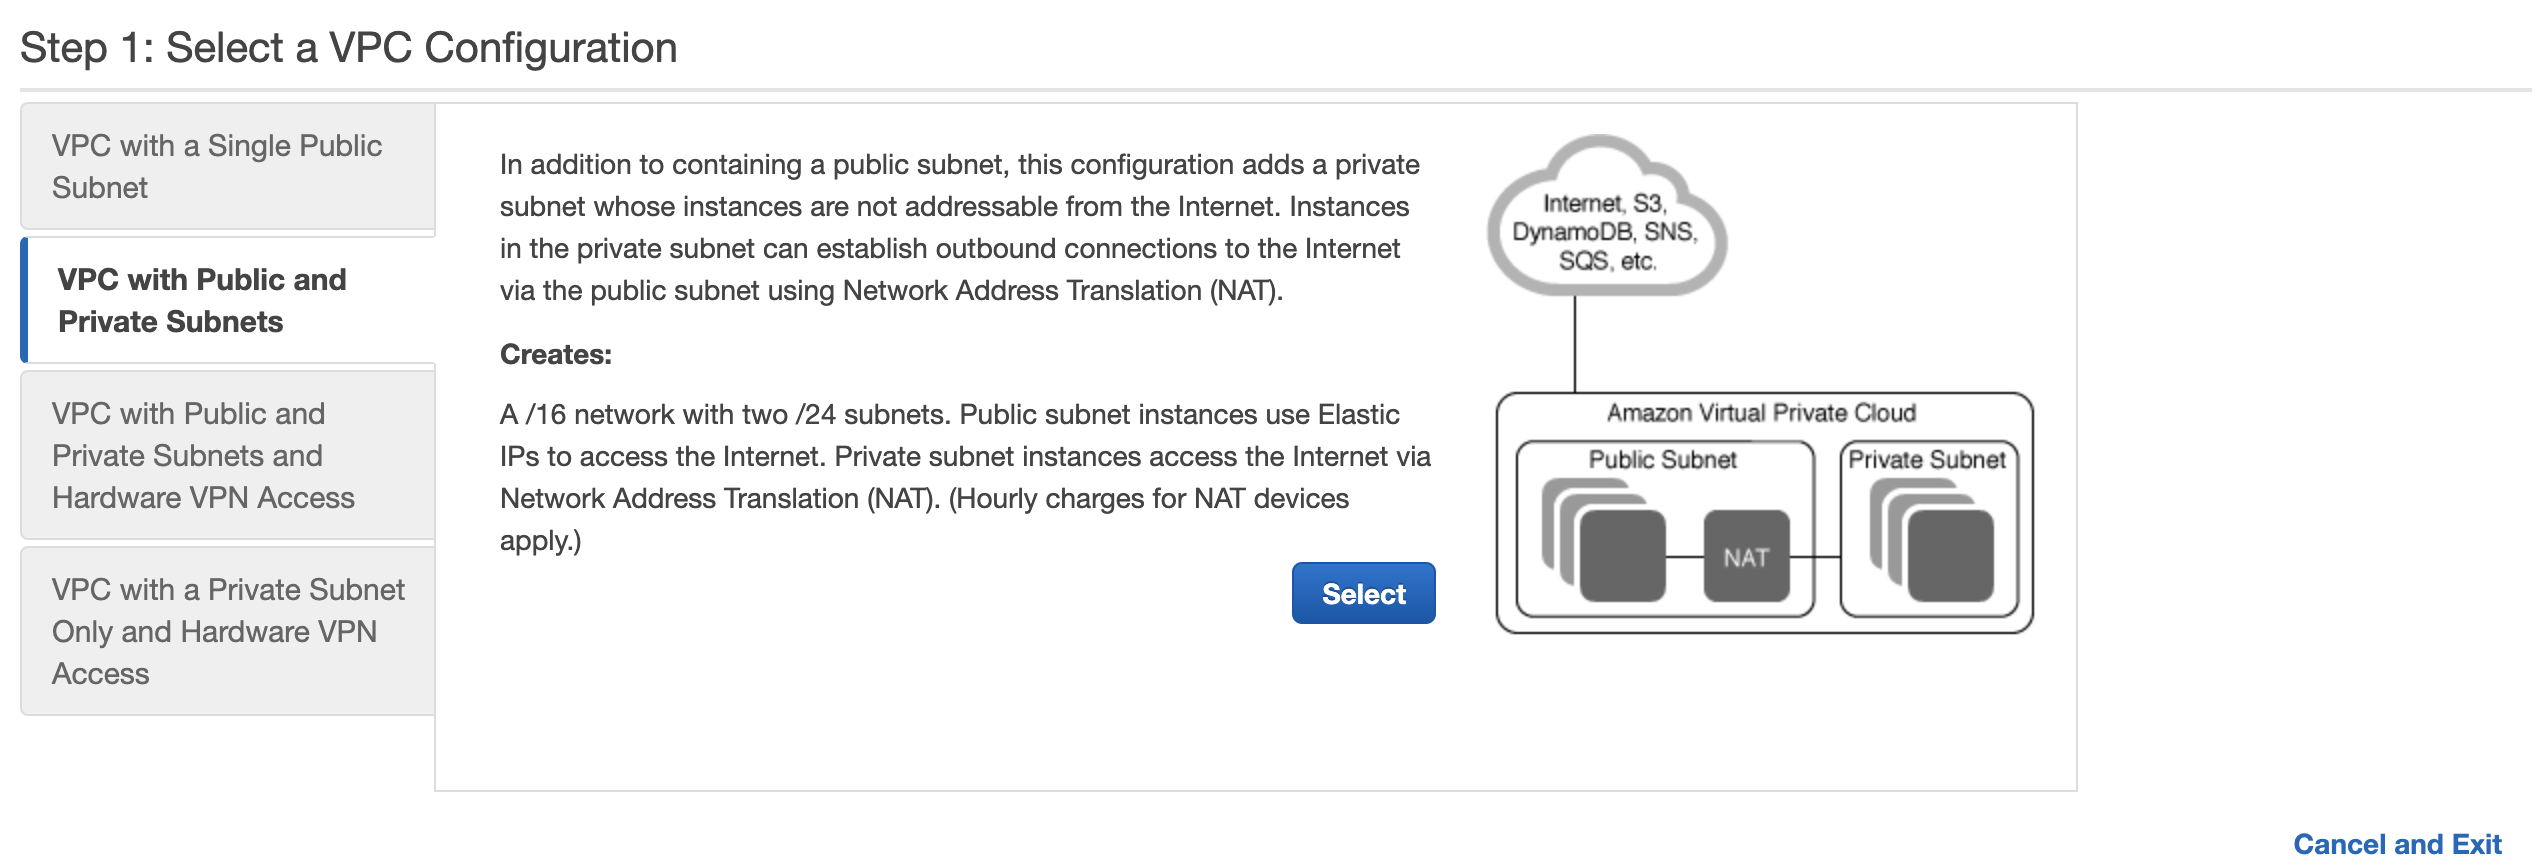 Step 1: Select a VPC Configuration
VPC with a Single Public
Subnet
VPC with Public and
Private Subnets
VPC with Public and
Private Subnets and
Hardware VPN Access
VPC with a Private Subnet
Only and Hardware VPN
Access
In addition to containing a public subnet, this configuration adds a private
subnet whose instances are not addressable from the Internet. Instances
in the private subnet can establish outbound connections to the Internet
via the public subnet using Network Address Translation (NAT).
Creates:
A /16 network with two /24 subnets. Public subnet instances use Elastic
IPs to access the Internet. Private subnet instances access the Internet via
Network Address Translation (NAT). (Hourly charges for NAT devices
apply.)
Select
Internet, S3,
DynamoDB, SNS,
SQS, etc.
Amazon Virtual Private Cloud
Public Subnet
Private Subnet
NAT
Cancel and Exit